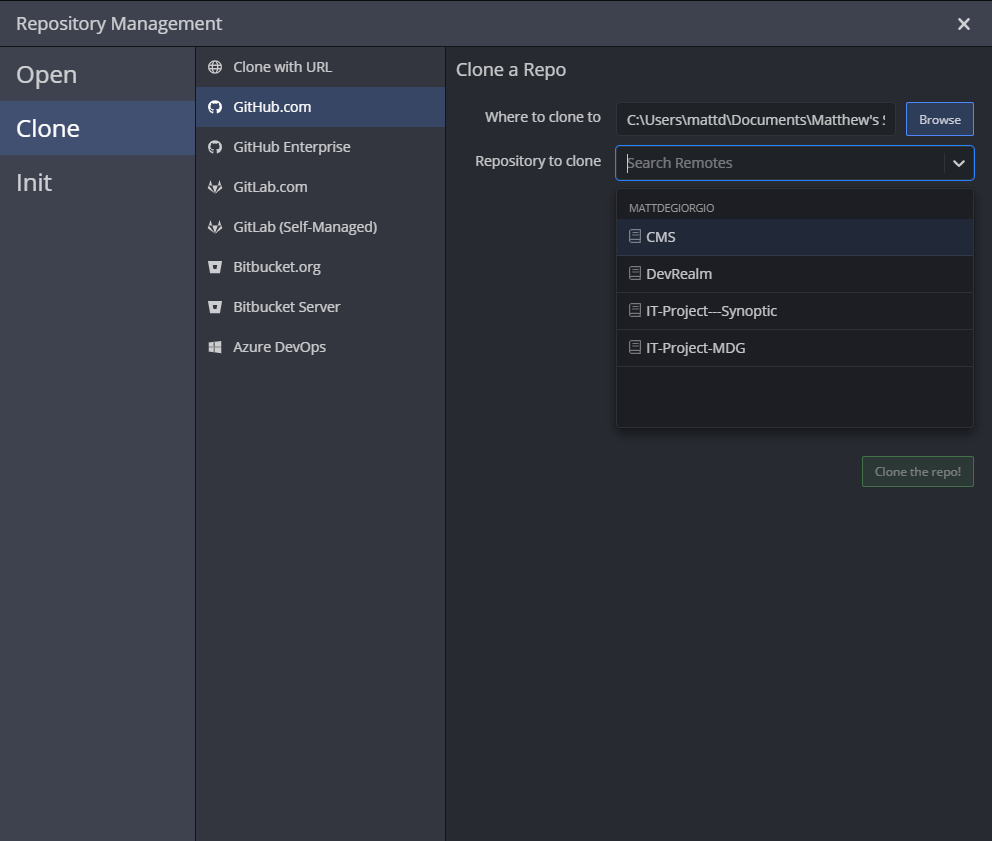 Repository Management
Open
Clone
Init
Clone with URL
GitHub.com
GitHub Enterprise
GitLab.com
GitLab (Self-Managed)
Bitbucket.org
Bitbucket Server
Azure DevOps
Clone a Repo
Where to clone to
C:\Users\mattd\Documents\Matthew's
Browse
Repository to clone
Search Remotes
MATTDEGIORGIO
CMS
DevRealm
IT-Project---Synoptic
IT-Project-MDG
Clone the repo!